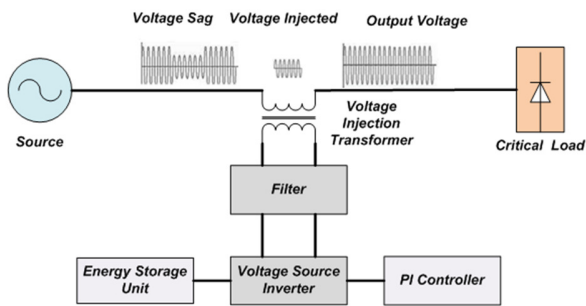 Voltage Sag
Voltage Injected
Output Voltage
Source
Voltage
Injection
Transformer
Critical Load
Filter
Energy Storage
Unit
Voltage Source
Inverter
PI Controller